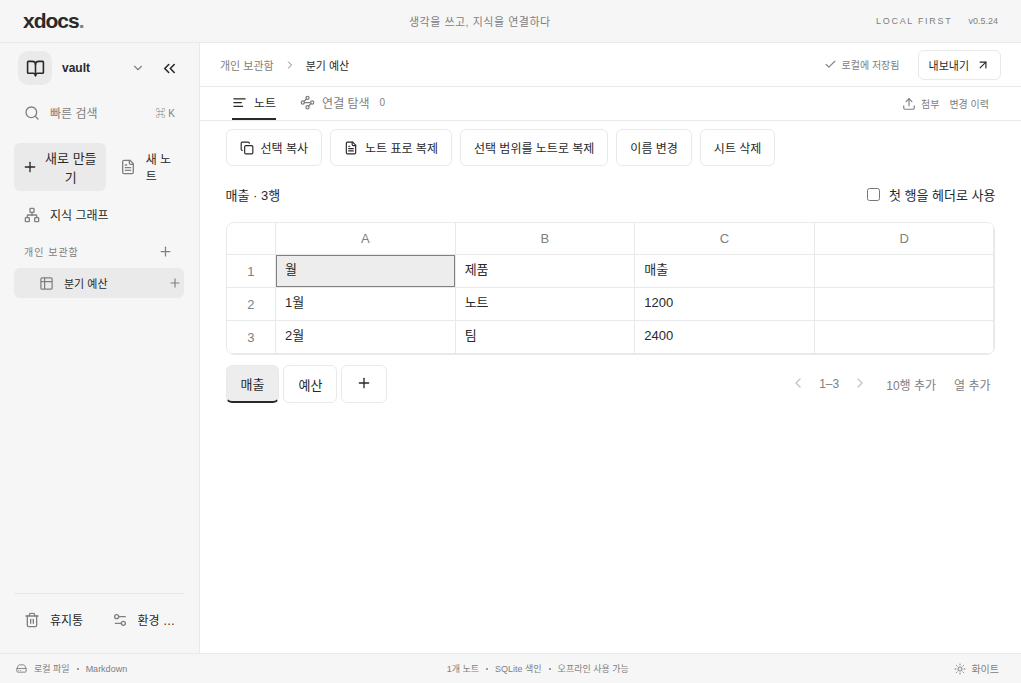 xdocs.
생각을 쓰고, 지식을 연결하다
LOCAL FIRST v0.5.24
vault
개인 보관함 분기 예산
로컬에 저장됨
내보내기
빠른 검색 ⌘ K
노트
연결 탐색 0
첨부 변경 이력
새로 만들
기
새 노
트
지식 그래프
개인 보관함
분기 예산
선택 복사
노트 표로 복제
선택 범위를 노트로 복제
이름 변경
시트 삭제
매출 · 3행
첫 행을 헤더로 사용
A B C D
1 월 제품 매출
2 1월 노트 1200
3 2월 팀 2400
매출 예산 +
1–3
10행 추가 열 추가
휴지통 환경 …
로컬 파일 • Markdown
1개 노트 • SQLite 색인 • 오프라인 사용 가능
화이트